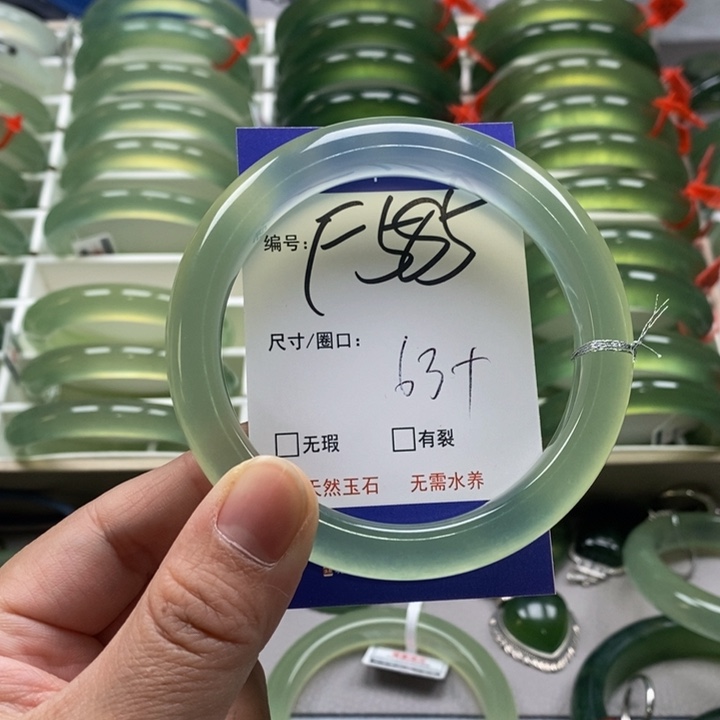 编号: F585
尺寸/圈口: 63+
□无瑕 □有裂
天然玉石 无需水养